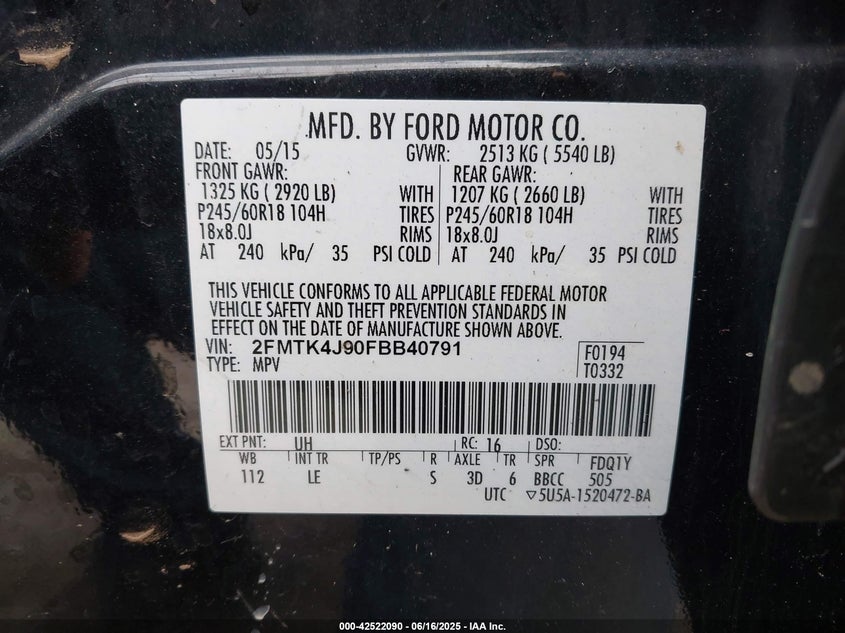 MFD. BY FORD MOTOR CO.
DATE: 05/15 GVWR: 2513 KG ( 5540 LB)
FRONT GAWR: REAR GAWR:
1325 KG ( 2920 LB) WITH 1207 KG ( 2660 LB) WITH
P245/60R18 104H TIRES P245/60R18 104H TIRES
18x8.0J RIMS 18x8.0J RIMS
AT 240 kPa/ 35 PSI COLD AT 240 kPa/ 35 PSI COLD
THIS VEHICLE CONFORMS TO ALL APPLICABLE FEDERAL MOTOR
VEHICLE SAFETY AND THEFT PREVENTION STANDARDS IN
EFFECT ON THE DATE OF MANUFACTURE SHOWN ABOVE.
VIN: 2FMTK4J90FBB40791 F0194
TYPE: MPV T0332
EXT PNT: UH RC: 16 DSO:
WB INT TR TP/PS R AXLE TR SPR FDQ1Y
112 LE S 3D 6 BBCC 505
UTC ▽5U5A-1520472-BA
000-42522090 - 06/16/2025 - IAA Inc.